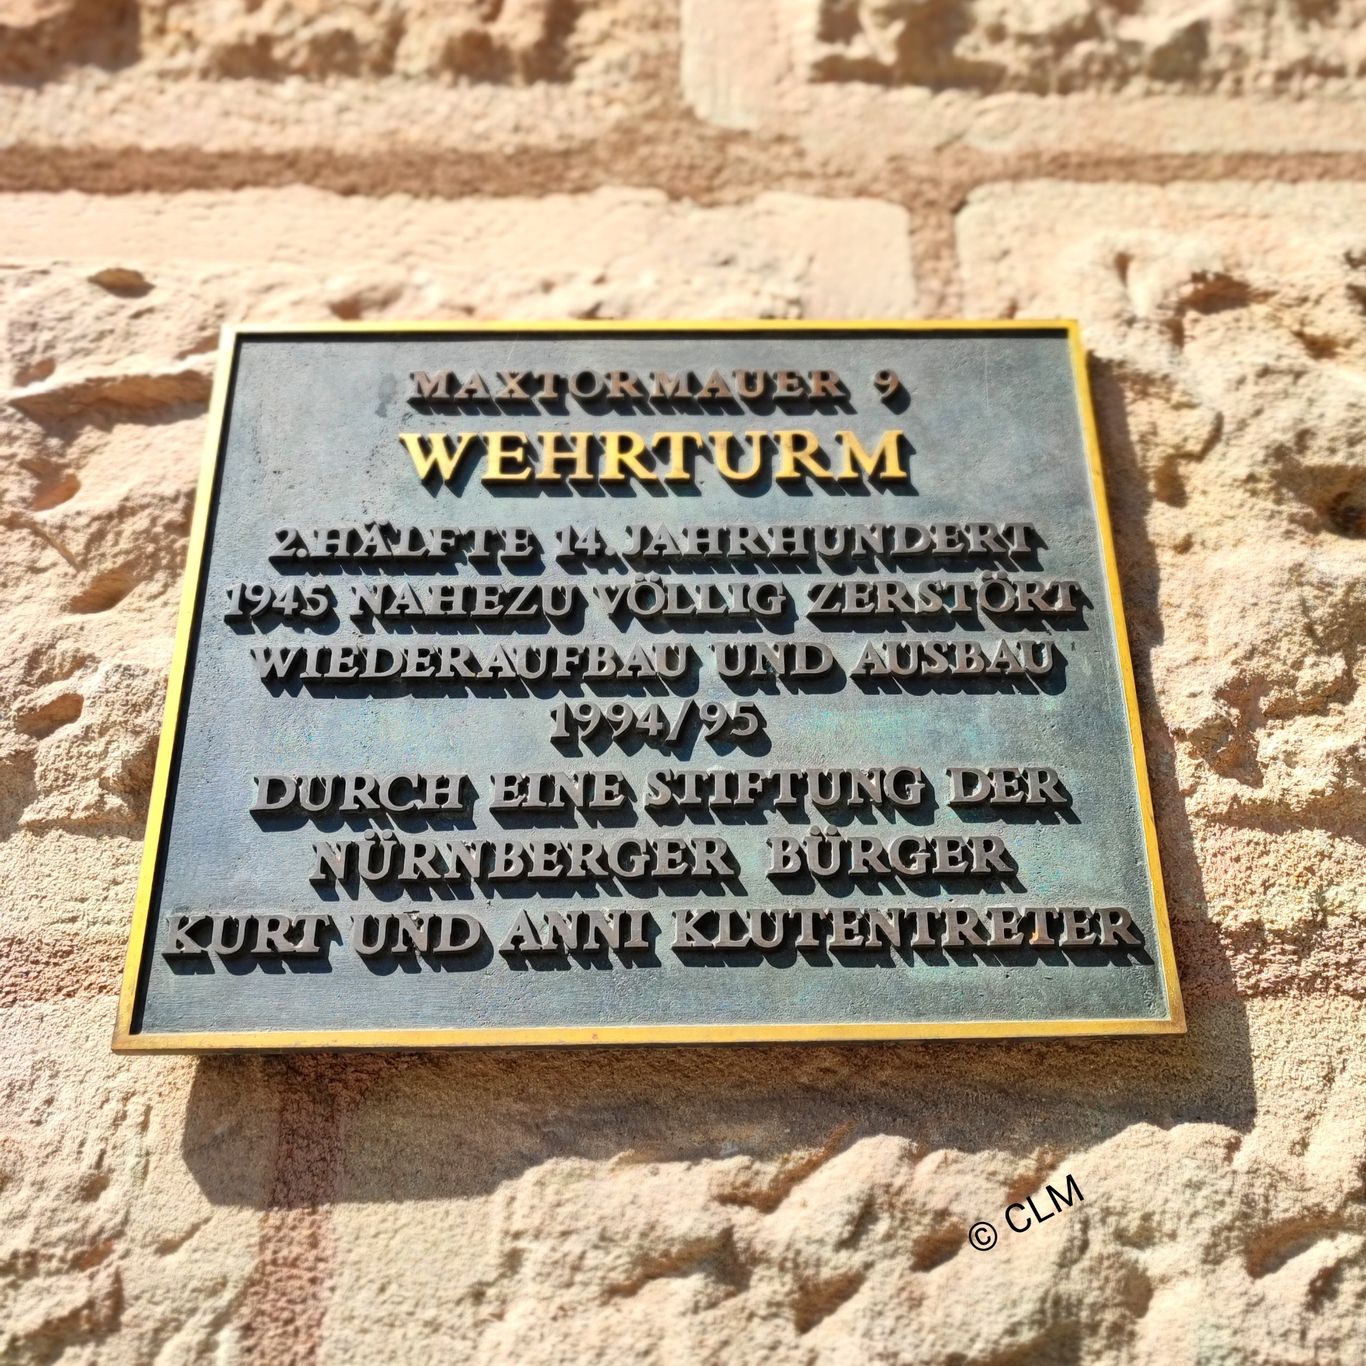 MAXTORMAUER 9
WEHRTURM
2. HÄLFTE 14. JAHRHUNDERT
1945 NAHEZU VÖLLIG ZERSTÖRT
WIEDERAUFBAU UND AUSBAU
1994/95
DURCH EINE STIFTUNG DER
NÜRNBERGER BÜRGER
KURT UND ANNI KLUTENTRETER
© CLM